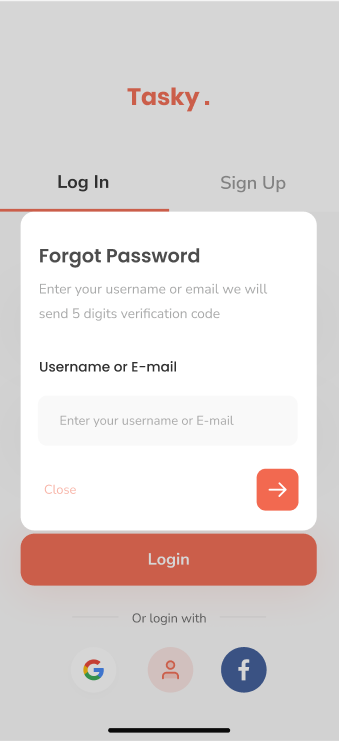 Tasky .
Log In
Sign Up
Forgot Password
Enter your username or email we will
send 5 digits verification code
Username or E-mail
Enter your username or E-mail
Close
Login
Or login with